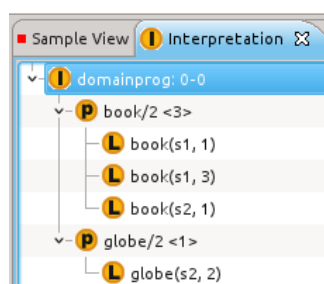 Sample View Interpretation
I domainprog: 0-0
P book/2 <3>
L book(s1, 1)
L book(s1, 3)
L book(s2, 1)
P globe/2 <1>
L globe(s2, 2)